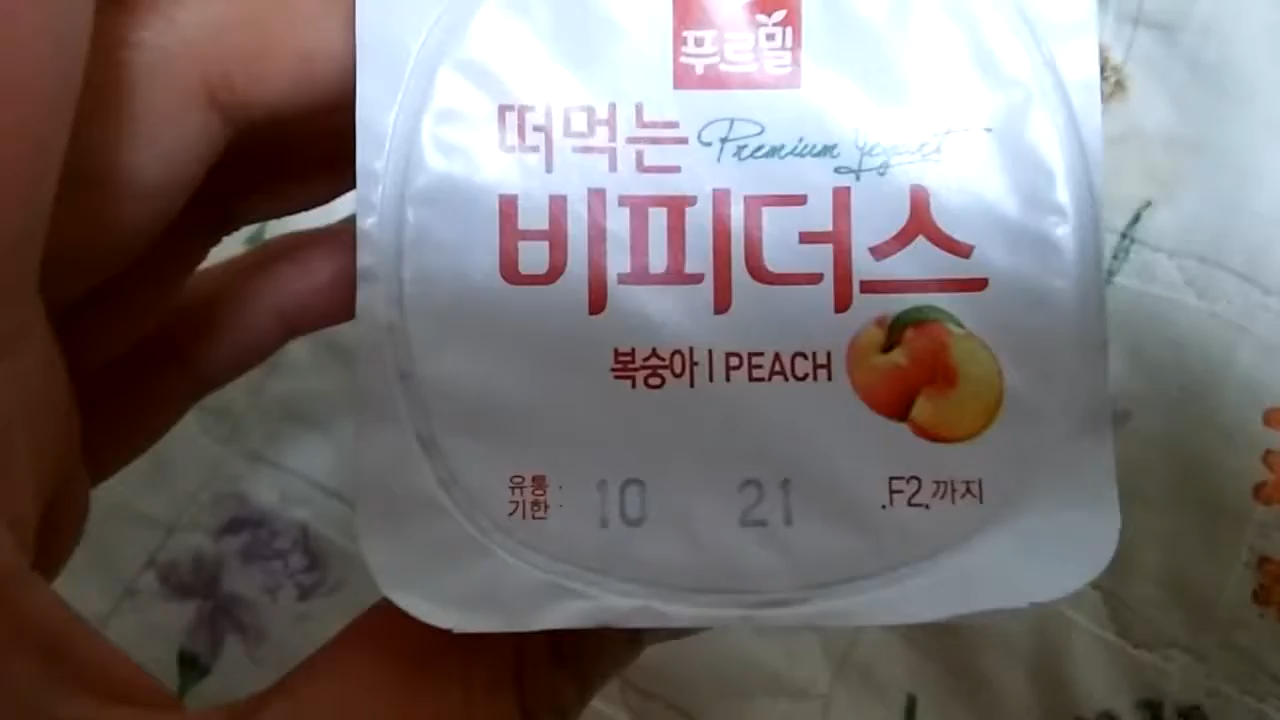 푸르밀
떠먹는 Premium Yogurt
비피더스
복숭아 | PEACH
유통 : 10 21 .F2.까지
기한 :